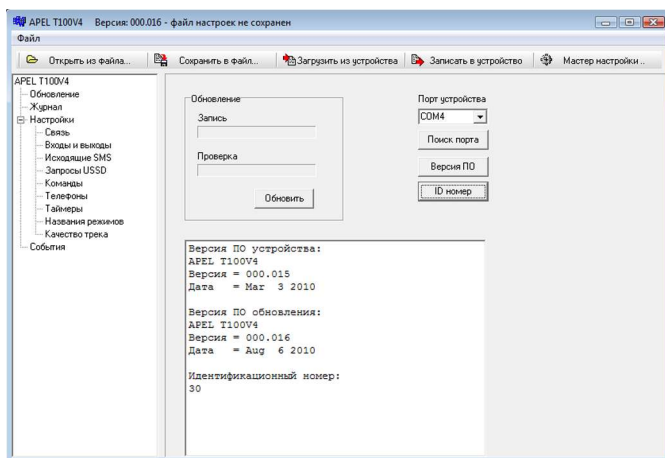 APEL T100V4 Версия: 000.016 - файл настроек не сохранен
Файл
Открыть из файла... Сохранить в файл... Загрузить из устройства Записать в устройство Мастер настройки ..
APEL T100V4
Обновление
Журнал
Настройки
Связь
Входы и выходы
Исходящие SMS
Запросы USSD
Команды
Телефоны
Таймеры
Названия режимов
Качество трека
События
Обновление
Запись
Проверка
Обновить
Порт устройства
COM4
Поиск порта
Версия ПО
ID номер
Версия ПО устройства:
APEL T100V4
Версия = 000.015
Дата = Mar 3 2010
Версия ПО обновления:
APEL T100V4
Версия = 000.016
Дата = Aug 6 2010
Идентификационный номер:
30